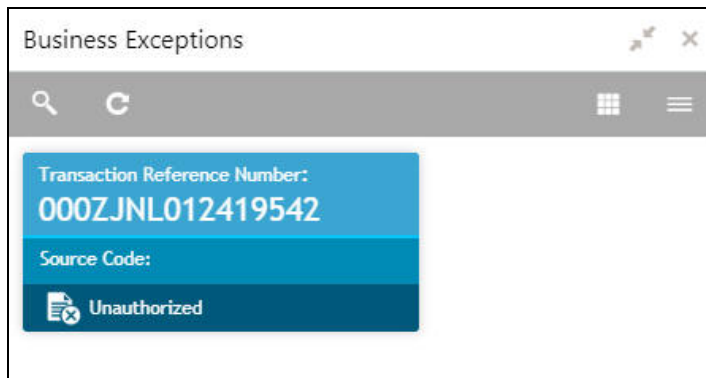 Business Exceptions
Transaction Reference Number:
000ZJNL012419542
Source Code:
Unauthorized